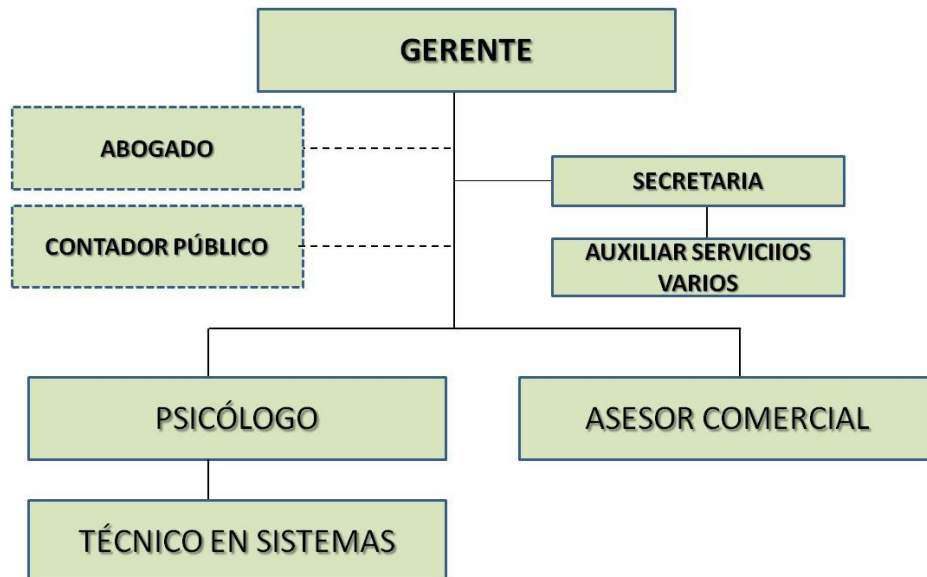 GERENTE
ABOGADO
SECRETARIA
CONTADOR PÚBLICO
AUXILIAR SERVICIIOS
VARIOS
PSICÓLOGO
ASESOR COMERCIAL
TÉCNICO EN SISTEMAS